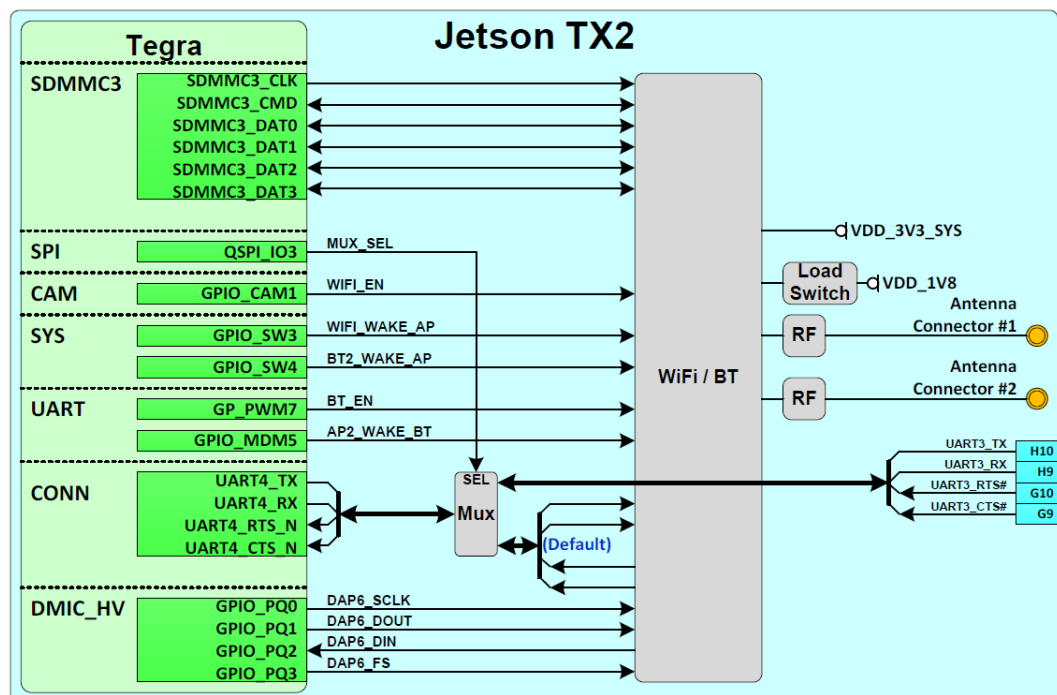 Jetson TX2
Tegra
SDMMC3
SDMMC3_CLK
SDMMC3_CMD
SDMMC3_DAT0
SDMMC3_DAT1
SDMMC3_DAT2
SDMMC3_DAT3
SPI
QSPI_IO3
MUX_SEL
CAM
GPIO_CAM1
WIFI_EN
SYS
GPIO_SW3
WIFI_WAKE_AP
GPIO_SW4
BT2_WAKE_AP
UART
GP_PWM7
BT_EN
GPIO_MDM5
AP2_WAKE_BT
CONN
UART4_TX
UART4_RX
UART4_RTS_N
UART4_CTS_N
SEL
Mux
(Default)
DMIC_HV
GPIO_PQ0
DAP6_SCLK
GPIO_PQ1
DAP6_DOUT
GPIO_PQ2
DAP6_DIN
GPIO_PQ3
DAP6_FS
WiFi / BT
VDD_3V3_SYS
Load
Switch
VDD_1V8
Antenna
Connector #1
RF
Antenna
Connector #2
RF
UART3_TX
H10
UART3_RX
H9
UART3_RTS#
G10
UART3_CTS#
G9